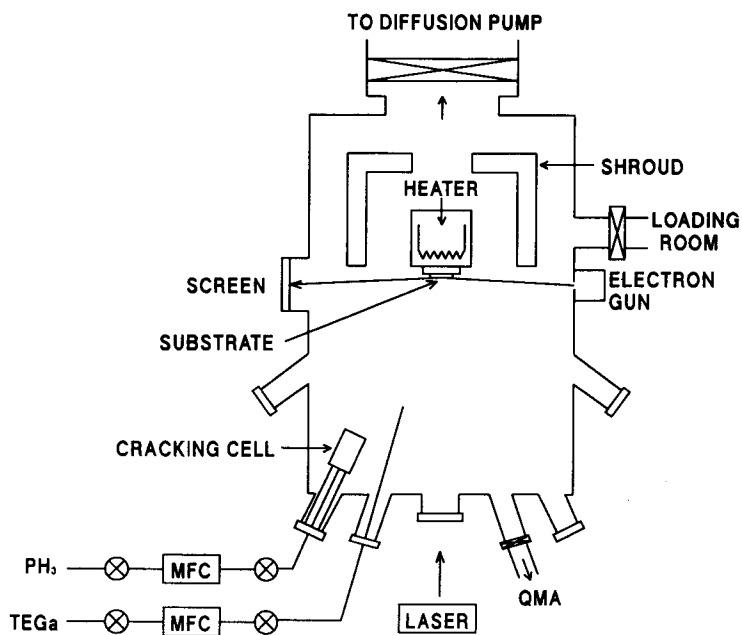 TO DIFFUSION PUMP
SHROUD
HEATER
LOADING
ROOM
SCREEN
ELECTRON
GUN
SUBSTRATE
CRACKING CELL
PH₃
MFC
TEGa
MFC
LASER
QMA